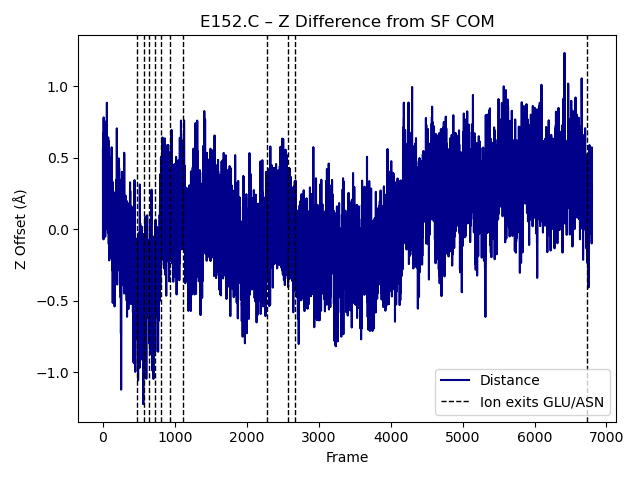 E152.C – Z Difference from SF COM
Z Offset (Å)
1.0
0.5
0.0
−0.5
−1.0
Distance
Ion exits GLU/ASN
0 1000 2000 3000 4000 5000 6000 7000
Frame